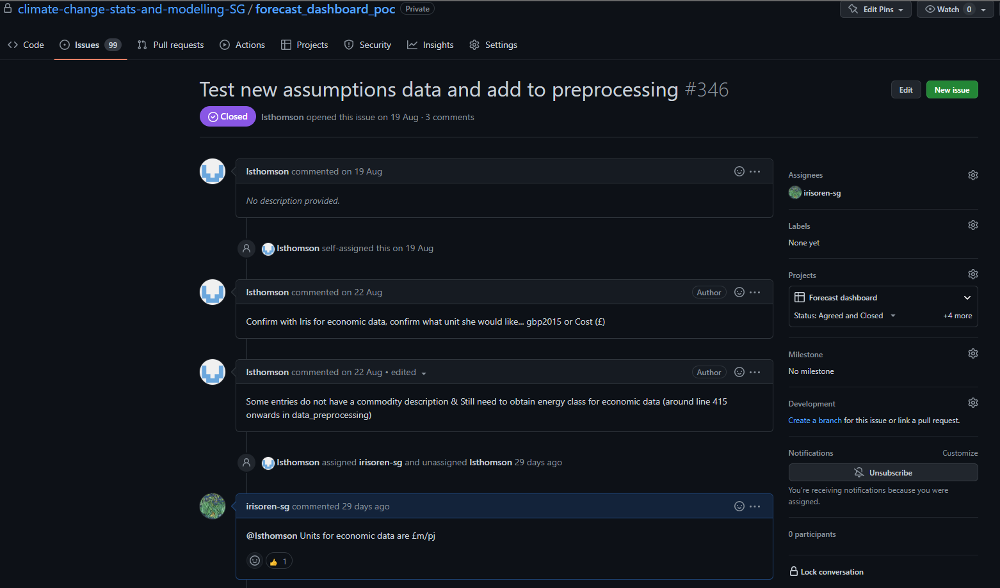 climate-change-stats-and-modelling-SG / forecast_dashboard_poc Private
Edit Pins
Watch 0
Code
Issues 99
Pull requests
Actions
Projects
Security
Insights
Settings
Test new assumptions data and add to preprocessing #346
Edit
New issue
Closed
lsthomson opened this issue on 19 Aug · 3 comments
lsthomson commented on 19 Aug
No description provided.
lsthomson self-assigned this on 19 Aug
lsthomson commented on 22 Aug
Author
Confirm with Iris for economic data, confirm what unit she would like... gbp2015 or Cost (£)
lsthomson commented on 22 Aug • edited
Author
Some entries do not have a commodity description & Still need to obtain energy class for economic data (around line 415
onwards in data_preprocessing)
lsthomson assigned irisoren-sg and unassigned lsthomson 29 days ago
irisoren-sg commented 29 days ago
@lsthomson Units for economic data are £m/pj
👍 1
Assignees
irisoren-sg
Labels
None yet
Projects
Forecast dashboard
Status: Agreed and Closed
+4 more
Milestone
No milestone
Development
Create a branch for this issue or link a pull request.
Notifications
Customize
Unsubscribe
You're receiving notifications because you were
assigned.
0 participants
Lock conversation